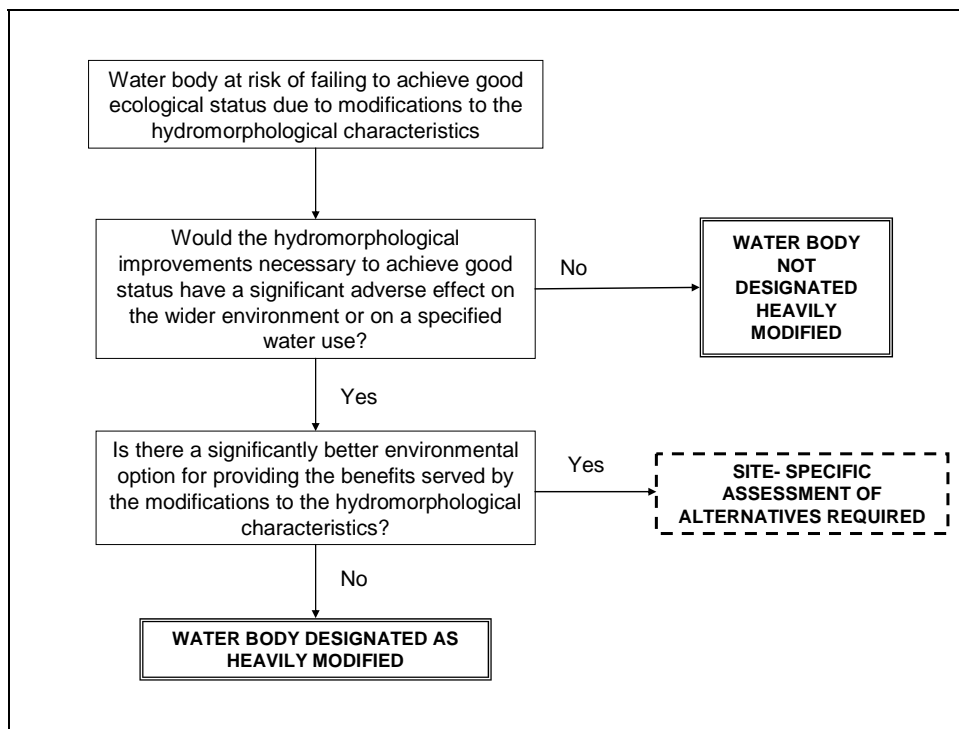 Water body at risk of failing to achieve good
ecological status due to modifications to the
hydromorphological characteristics
Would the hydromorphological
improvements necessary to achieve good
status have a significant adverse effect on
the wider environment or on a specified
water use?
No
WATER BODY
NOT
DESIGNATED
HEAVILY
MODIFIED
Yes
Is there a significantly better environmental
option for providing the benefits served by
the modifications to the hydromorphological
characteristics?
Yes
SITE- SPECIFIC
ASSESSMENT OF
ALTERNATIVES REQUIRED
No
WATER BODY DESIGNATED AS
HEAVILY MODIFIED